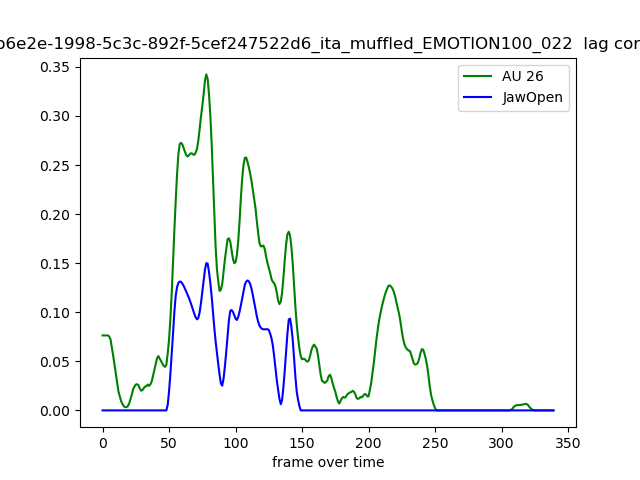 b6e2e-1998-5c3c-892f-5cef247522d6_ita_muffled_EMOTION100_022 lag cor
AU 26
JawOpen
0.35
0.30
0.25
0.20
0.15
0.10
0.05
0.00
0 50 100 150 200 250 300 350
frame over time